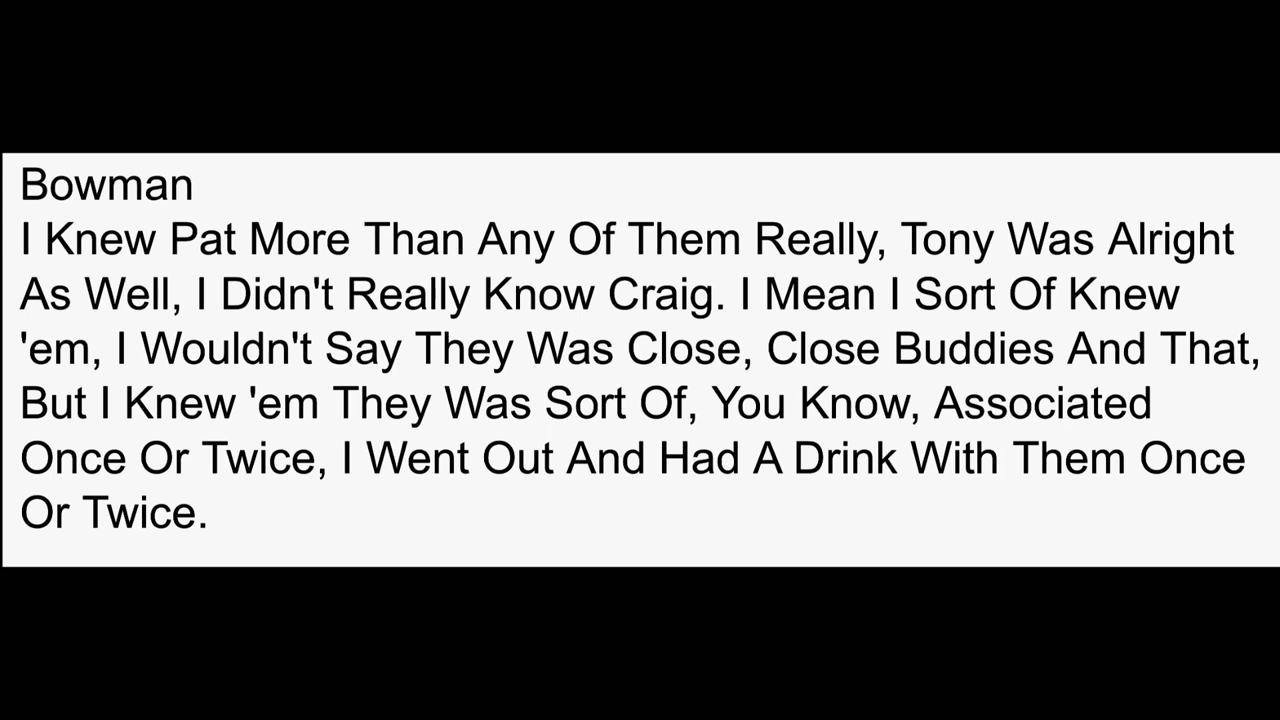 Bowman
I Knew Pat More Than Any Of Them Really, Tony Was Alright
As Well, I Didn't Really Know Craig. I Mean I Sort Of Knew
'em, I Wouldn't Say They Was Close, Close Buddies And That,
But I Knew 'em They Was Sort Of, You Know, Associated
Once Or Twice, I Went Out And Had A Drink With Them Once
Or Twice.